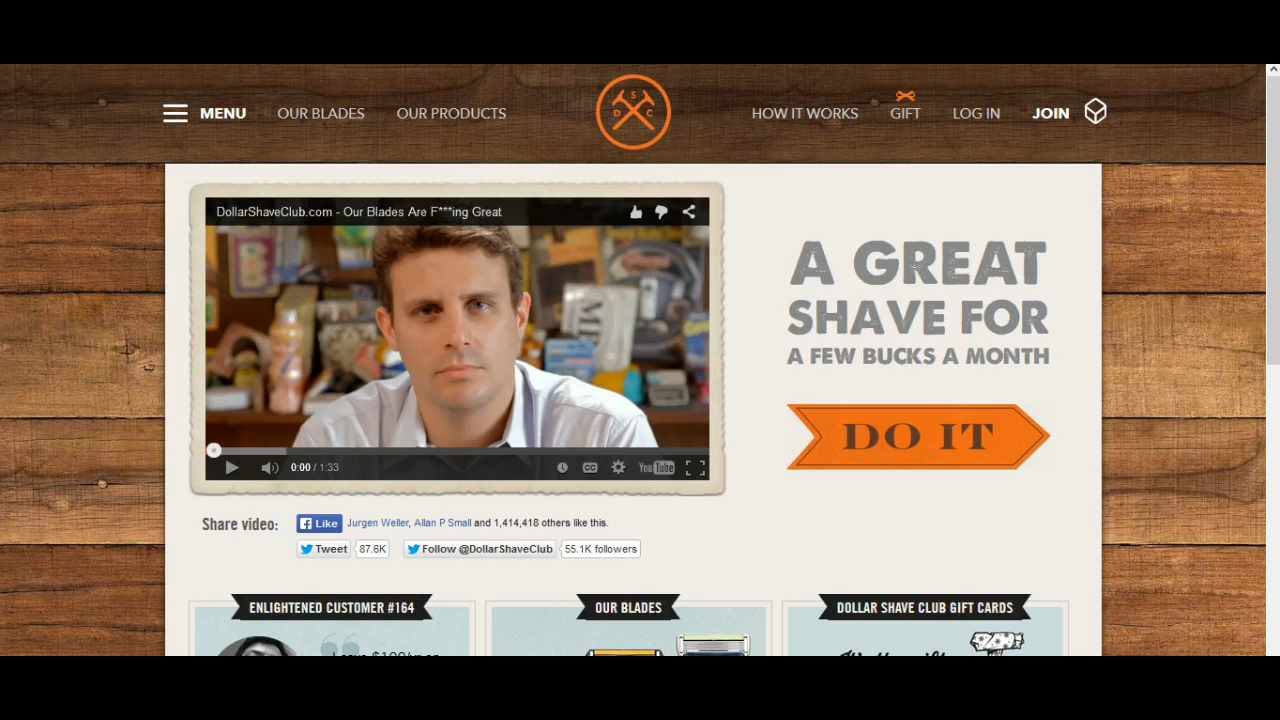 MENU OUR BLADES OUR PRODUCTS D S C HOW IT WORKS GIFT LOG IN JOIN
DollarShaveClub.com - Our Blades Are F***ing Great
A GREAT
SHAVE FOR
A FEW BUCKS A MONTH
DO IT
0:00 / 1:33 CC YouTube
Share video: Like Jurgen Weller, Allan P Small and 1,414,418 others like this.
Tweet 87.6K Follow @DollarShaveClub 55.1K followers
ENLIGHTENED CUSTOMER #164 OUR BLADES DOLLAR SHAVE CLUB GIFT CARDS